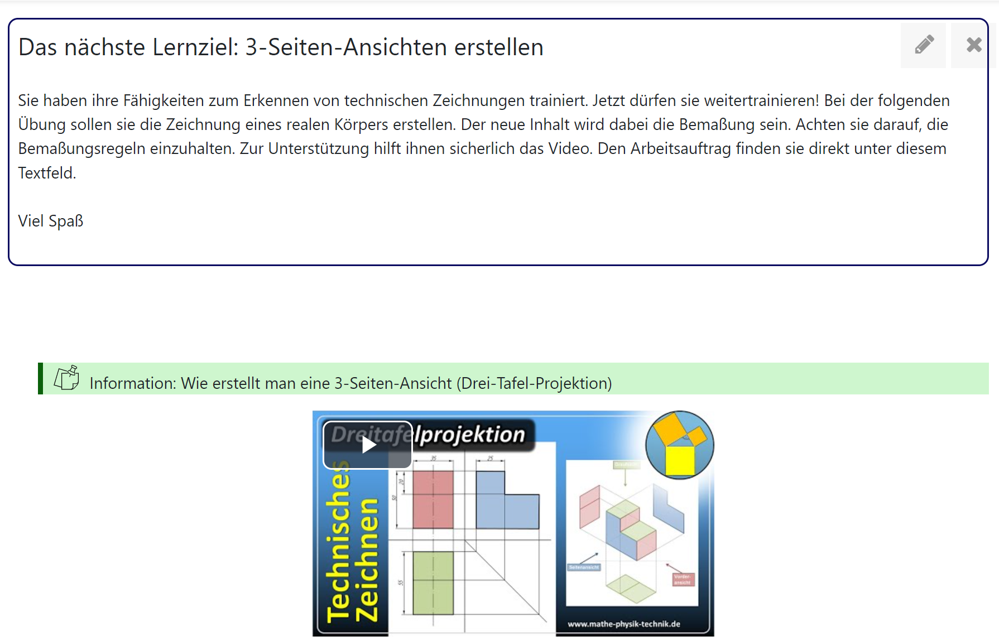 Das nächste Lernziel: 3-Seiten-Ansichten erstellen
Sie haben ihre Fähigkeiten zum Erkennen von technischen Zeichnungen trainiert. Jetzt dürfen sie weitertrainieren! Bei der folgenden
Übung sollen sie die Zeichnung eines realen Körpers erstellen. Der neue Inhalt wird dabei die Bemaßung sein. Achten sie darauf, die
Bemaßungsregeln einzuhalten. Zur Unterstützung hilft ihnen sicherlich das Video. Den Arbeitsauftrag finden sie direkt unter diesem
Textfeld.
Viel Spaß
Information: Wie erstellt man eine 3-Seiten-Ansicht (Drei-Tafel-Projektion)
Dreitafelprojektion
Technisches
Zeichnen
35
25
20
50
55
Seitenansicht
Vorder-
ansicht
www.mathe-physik-technik.de